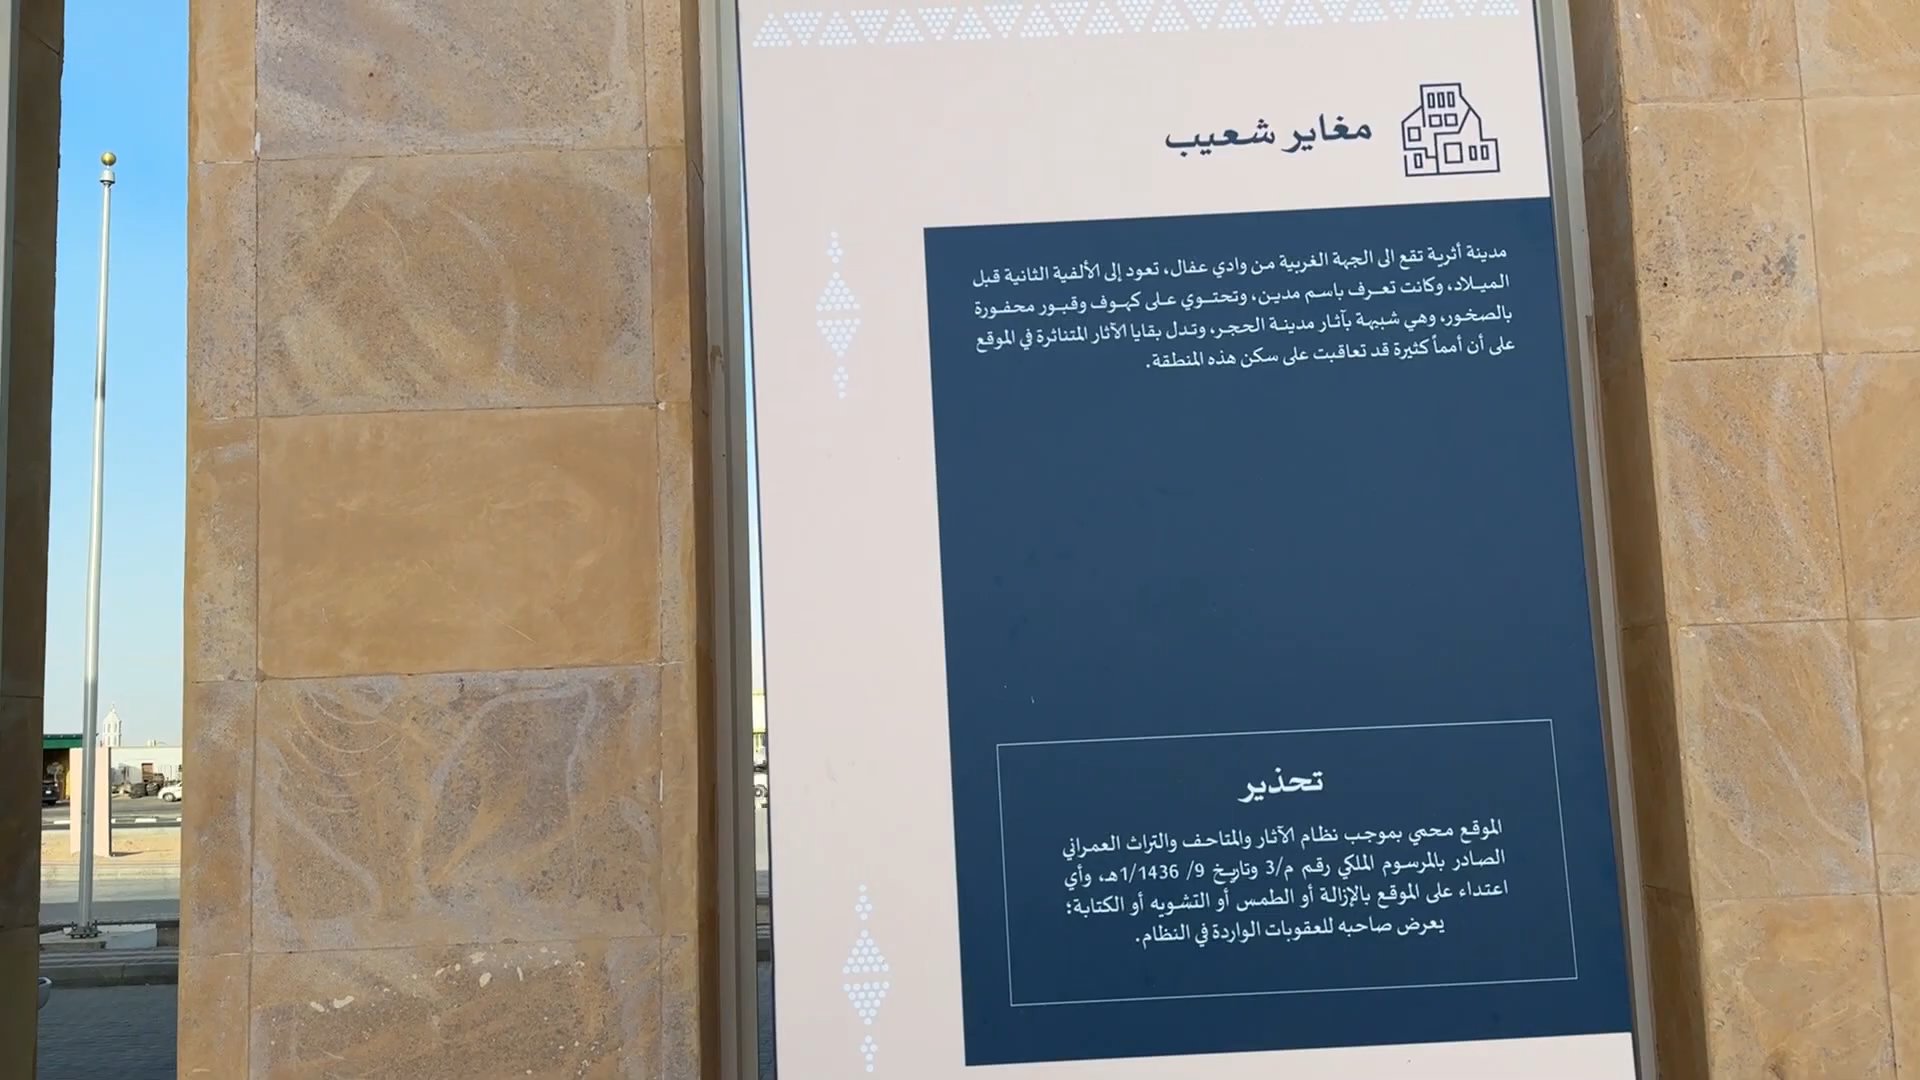 مغاير شعيب
مدينة أثرية تقع الى الجهة الغربية من وادي عفال، تعود إلى الألفية الثانية قبل
الميلاد، وكانت تعرف باسم مدين، وتحتوي على كهوف وقبور محفورة
بالصخور، وهي شبيهة بآثار مدينة الحجر، وتدل بقايا الآثار المتناثرة في الموقع
على أن أمماً كثيرة قد تعاقبت على سكن هذه المنطقة.
تحذير
الموقع محمي بموجب نظام الآثار والمتاحف والتراث العمراني
الصادر بالمرسوم الملكي رقم م/3 وتاريخ 9/ 1/1436هـ، وأي
اعتداء على الموقع بالإزالة أو الطمس أو التشويه أو الكتابة؛
يعرض صاحبه للعقوبات الواردة في النظام.